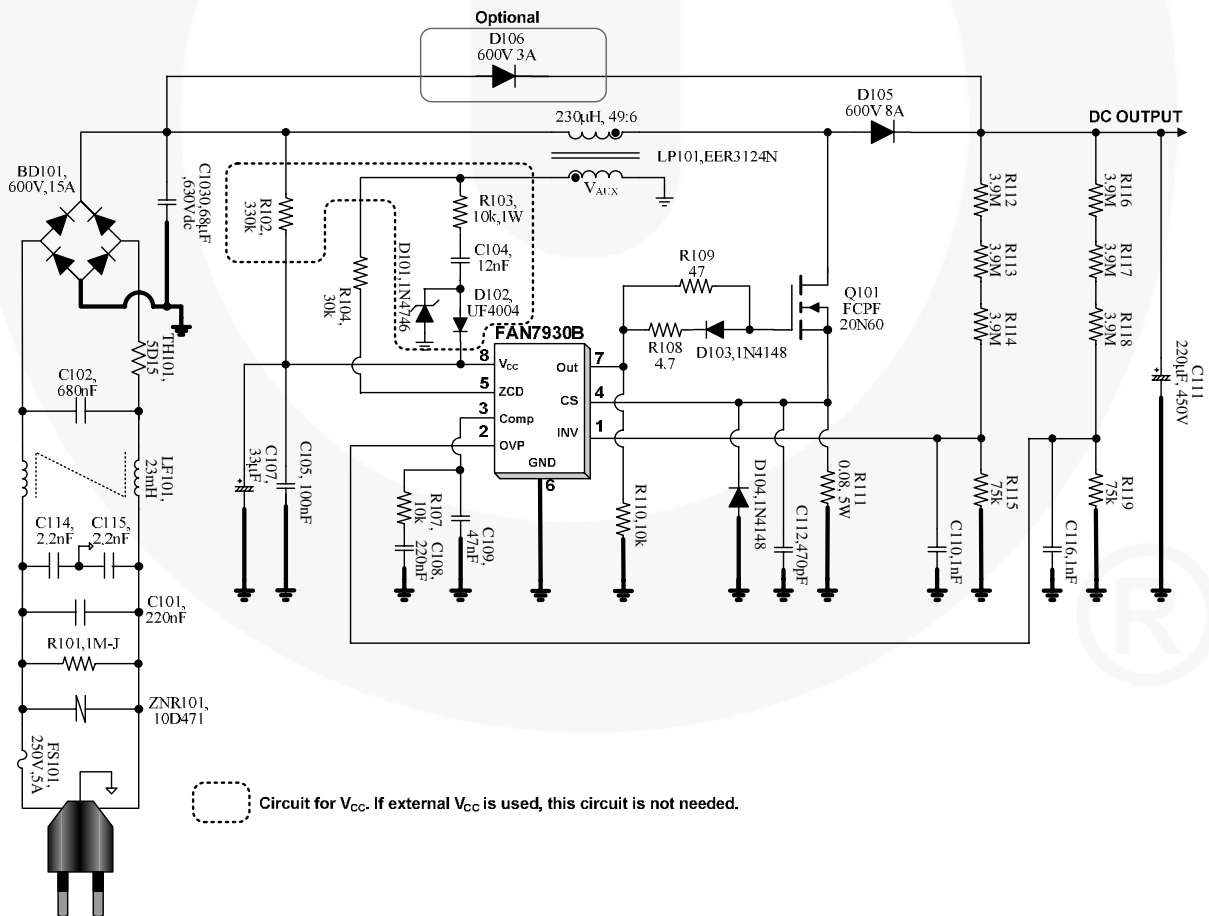 Optional
D106
600V 3A
D105
600V 8A
DC OUTPUT
230μH, 49:6
LP101,EER3124N
VAUX
BD101,
600V,15A
C1030,68μF
,630Vdc
R102,
330k
R103,
10k,1W
C104,
12nF
D101,1N4746
D102,
UF4004
R104,
30k
R109
47
R108
4.7
D103,1N4148
Q101
FCPF
20N60
R112
3.9M
R113
3.9M
R114
3.9M
R116
3.9M
R117
3.9M
R118
3.9M
C111
220μF, 450V
FAN7930B
8
VCC
5
ZCD
3
Comp
2
OVP
GND
6
Out
7
CS
4
INV
1
TH101,
5D15
C102,
680nF
LF101,
23mH
C114,
2.2nF
C115,
2.2nF
C101,
220nF
R101,1M-J
ZNR101,
10D471
FS101,
250V,5A
C107,
33μF
C105, 100nF
R107,
10k
C108,
220nF
C109,
47nF
R110,10k
D104,1N4148
C112,470pF
R111
0.08, 5W
C110,1nF
R115
75k
C116,1nF
R119
75k
®
Circuit for VCC. If external VCC is used, this circuit is not needed.